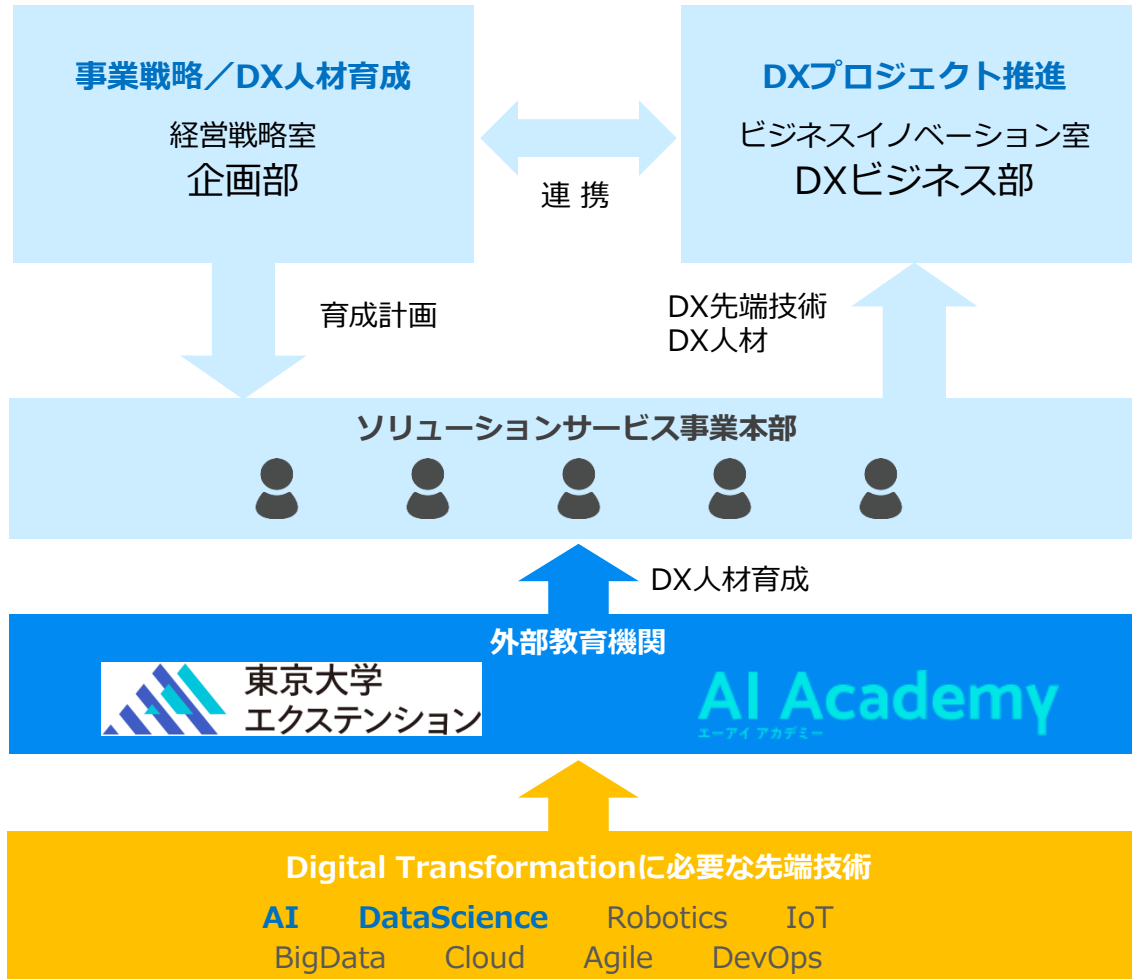 事業戦略／DX人材育成
経営戦略室
企画部
連 携
DXプロジェクト推進
ビジネスイノベーション室
DXビジネス部
育成計画
DX先端技術
DX人材
ソリューションサービス事業本部
DX人材育成
外部教育機関
東京大学
エクステンション
AI Academy
エーアイ アカデミー
Digital Transformationに必要な先端技術
AI DataScience Robotics IoT
BigData Cloud Agile DevOps